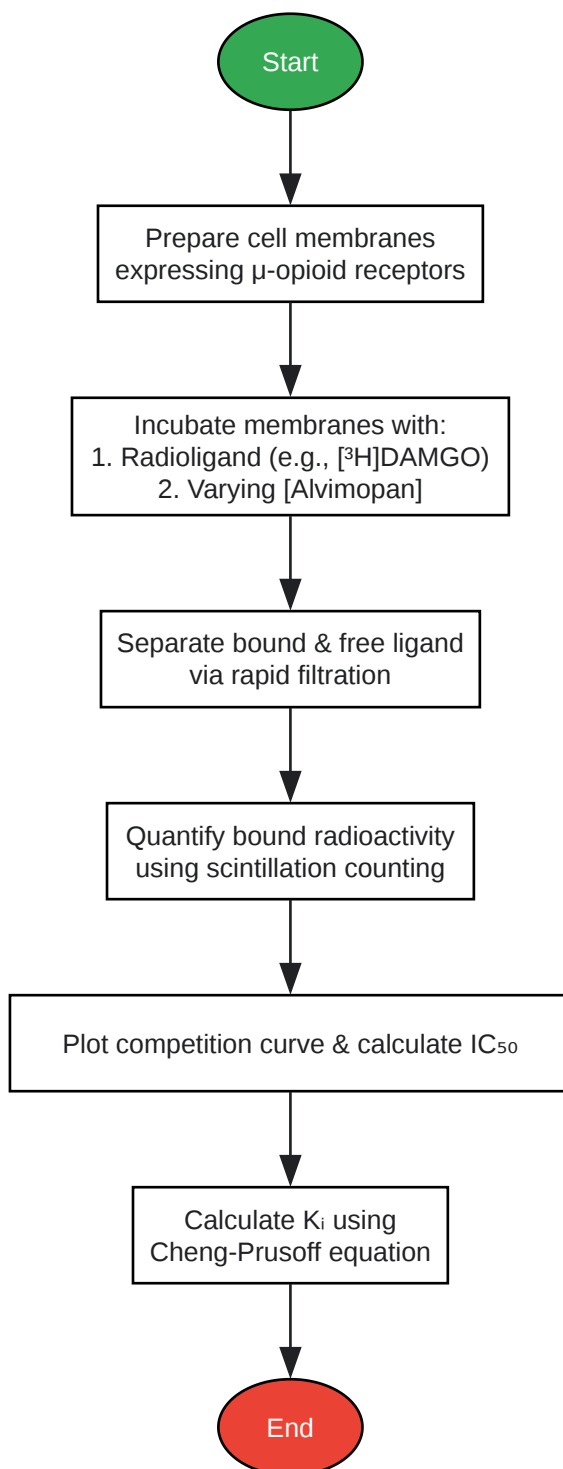 Start
Prepare cell membranes
expressing μ-opioid receptors
Incubate membranes with:
1. Radioligand (e.g., [³H]DAMGO)
2. Varying [Alvimopan]
Separate bound & free ligand
via rapid filtration
Quantify bound radioactivity
using scintillation counting
Plot competition curve & calculate IC₅₀
Calculate Kᵢ using
Cheng-Prusoff equation
End